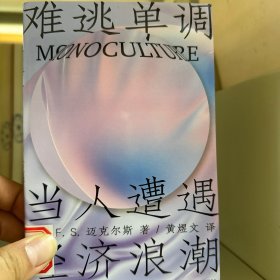 难逃单调
MONOCULTURE
当人遭遇
F. S. 迈克尔斯 著 / 黄煜文 译
经济浪潮